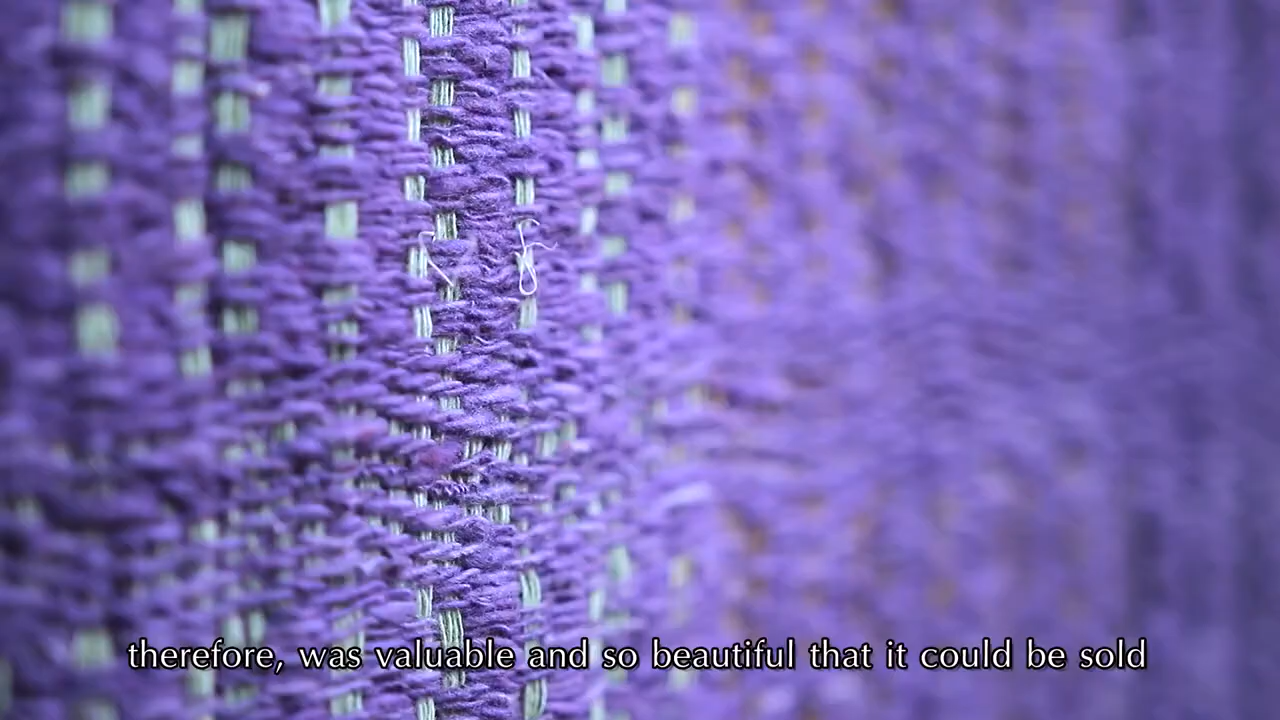 therefore, was valuable and so beautiful that it could be sold